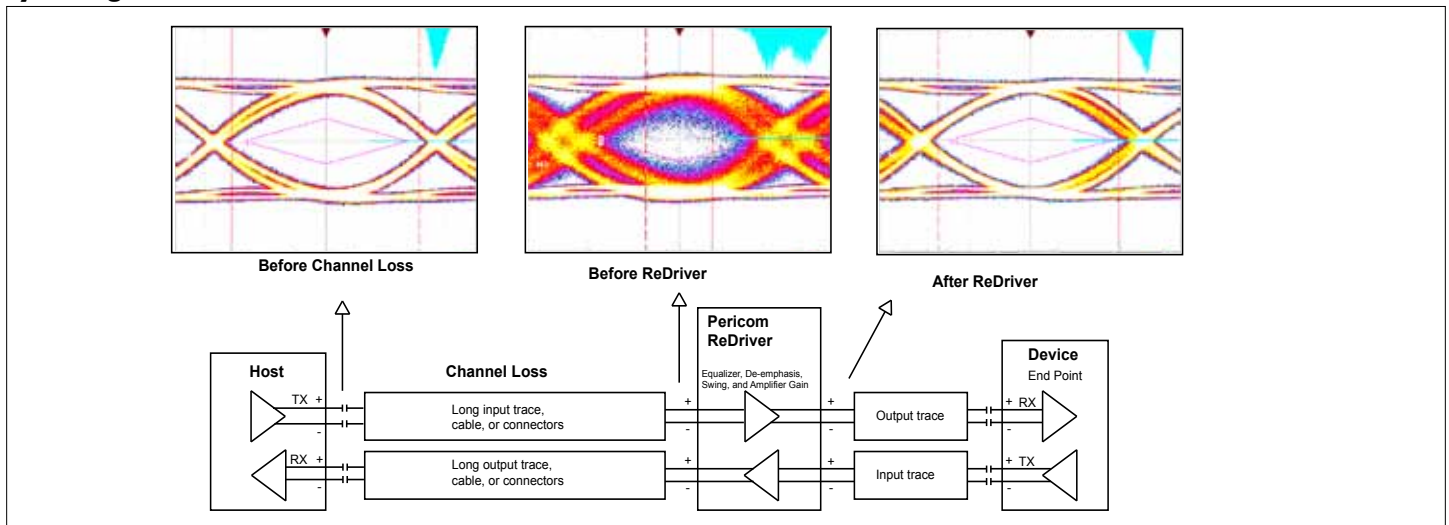 Before Channel Loss
Before ReDriver
After ReDriver
Pericom
ReDriver
Equalizer, De-emphasis,
Swing, and Amplifier Gain
Host
Channel Loss
Device
End Point
TX +
-
Long input trace,
cable, or connectors
+
-
+
-
Output trace
+ RX
-
RX +
-
Long output trace,
cable, or connectors
+
-
+
-
Input trace
+ TX
-